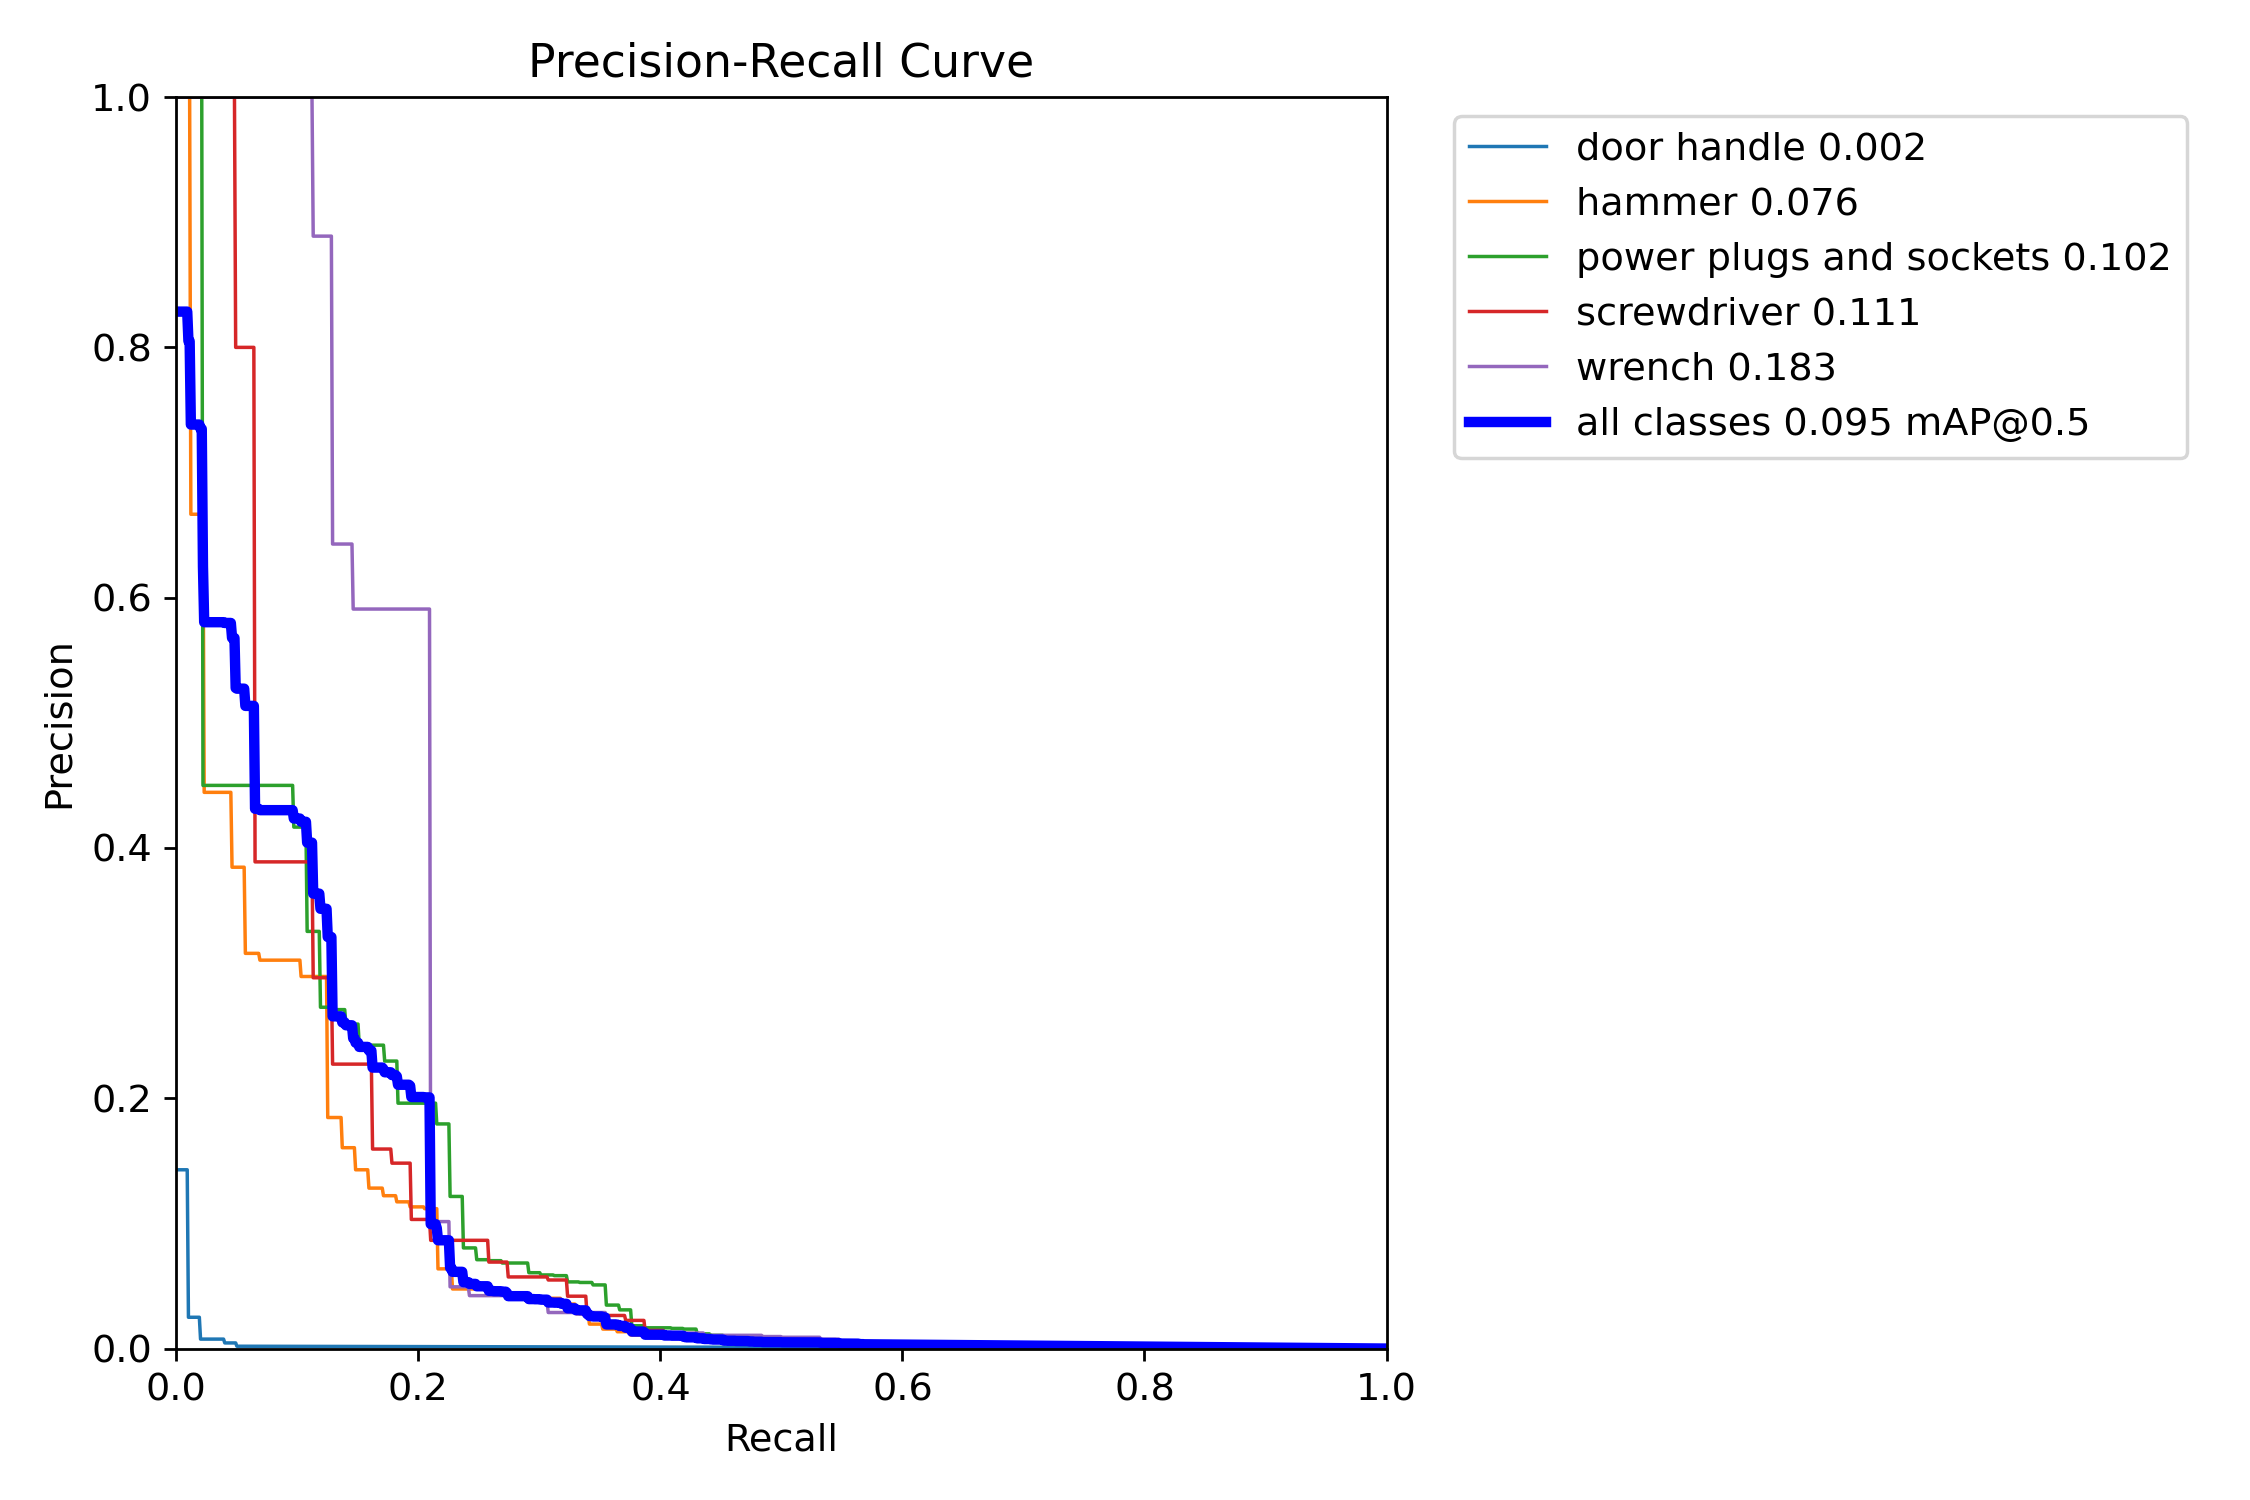 Precision-Recall Curve
1.0
0.8
0.6
0.4
0.2
0.0
Precision
0.0 0.2 0.4 0.6 0.8 1.0
Recall
door handle 0.002
hammer 0.076
power plugs and sockets 0.102
screwdriver 0.111
wrench 0.183
all classes 0.095 mAP@0.5